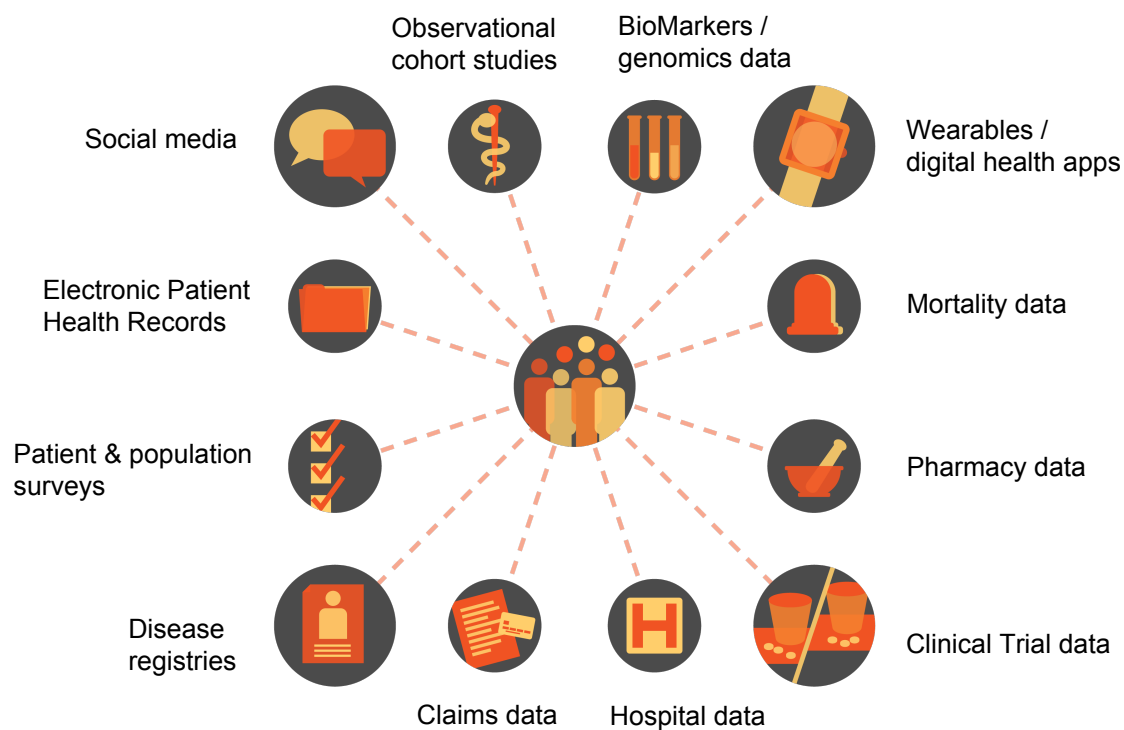 Observational
cohort studies
BioMarkers /
genomics data
Social media
Wearables /
digital health apps
Electronic Patient
Health Records
Mortality data
Patient & population
surveys
Pharmacy data
Disease
registries
Clinical Trial data
Claims data
Hospital data
H